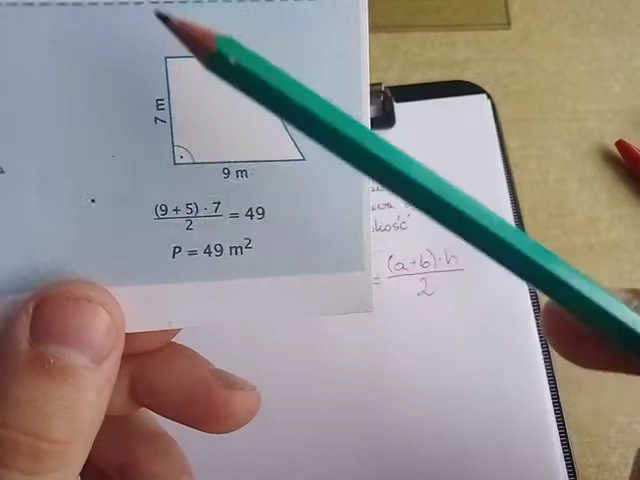 7 m
9 m
(9 + 5) · 7 / 2 = 49
P = 49 m²
kość
= (a+b)·h / 2